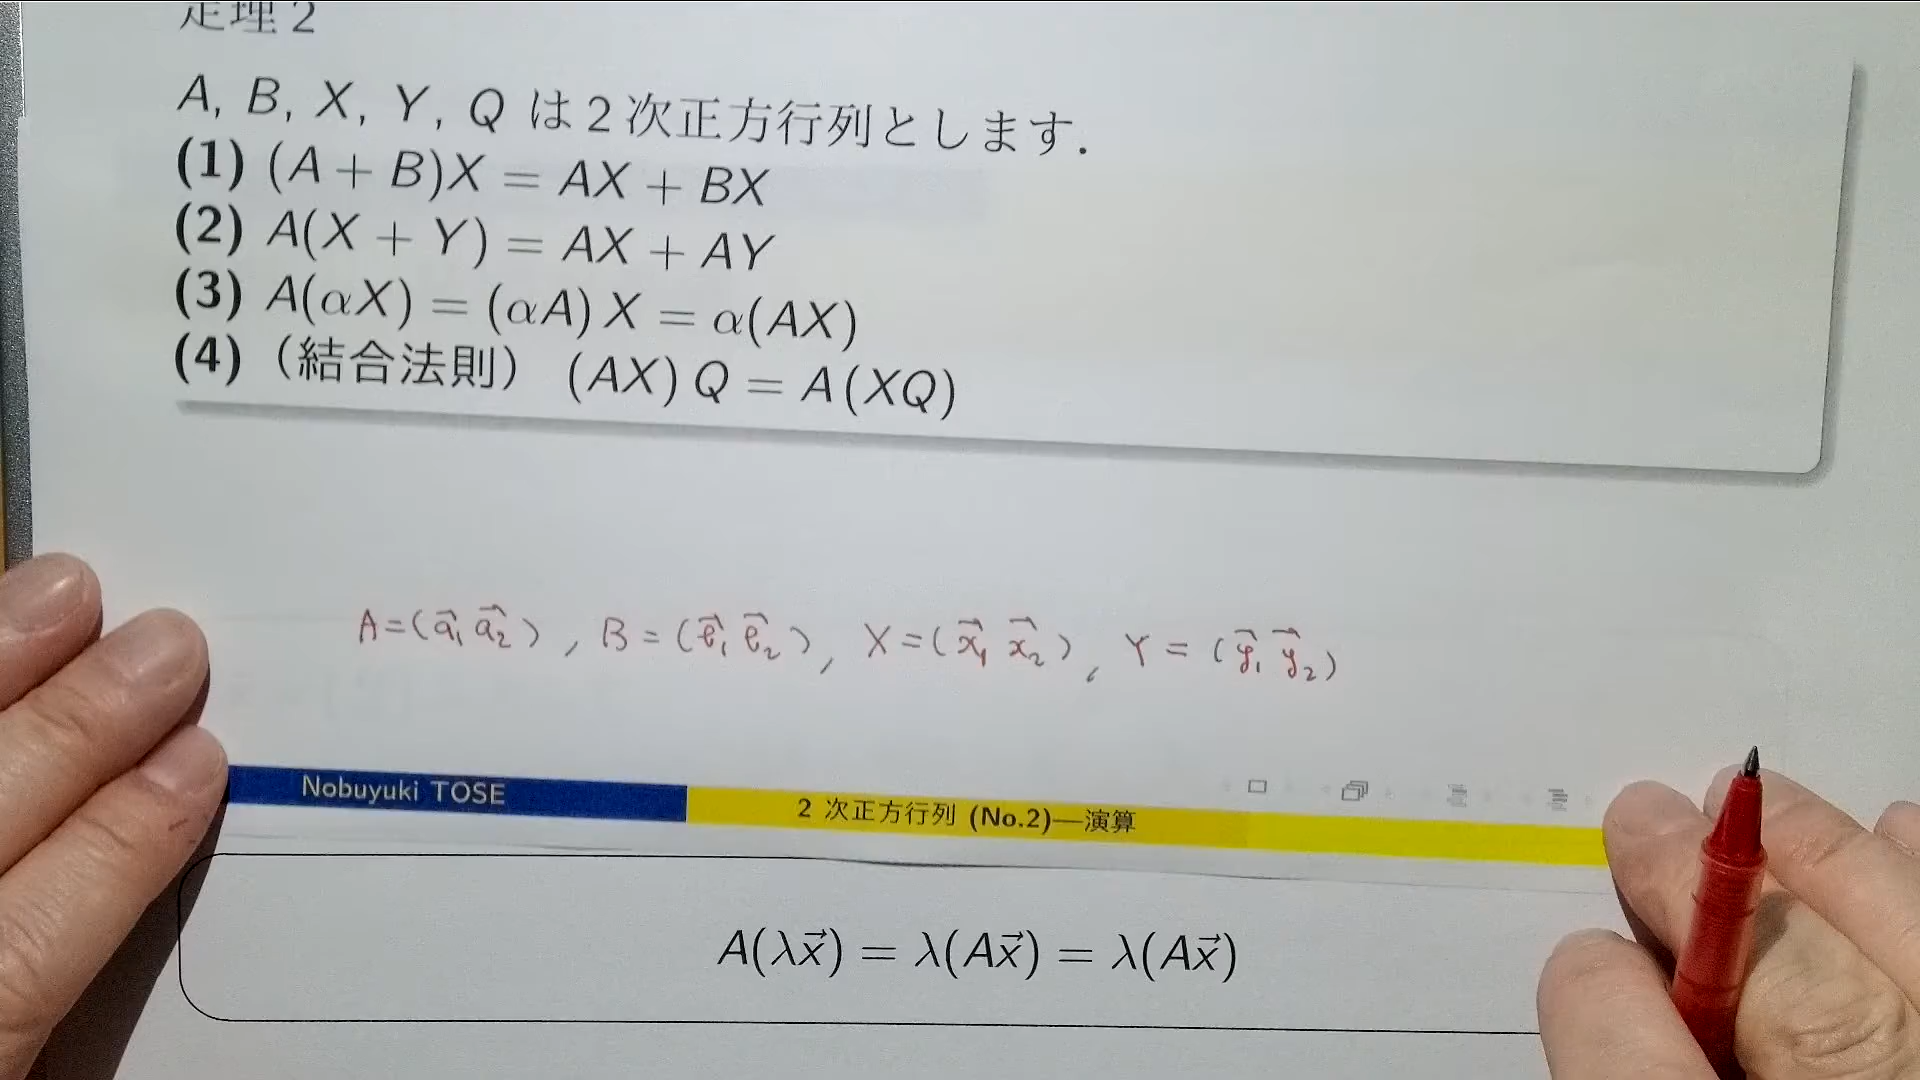 定理 2
A, B, X, Y, Q は 2 次正方行列とします.
(1) (A + B)X = AX + BX
(2) A(X + Y) = AX + AY
(3) A(αX) = (αA)X = α(AX)
(4)（結合法則） (AX)Q = A(XQ)
A=(a⃗₁ a⃗₂), B=(b⃗₁ b⃗₂), X=(x⃗₁ x⃗₂), Y=(y⃗₁ y⃗₂)
Nobuyuki TOSE
2 次正方行列 (No.2)—演算
A(λx⃗) = λ(Ax⃗) = λ(Ax⃗)